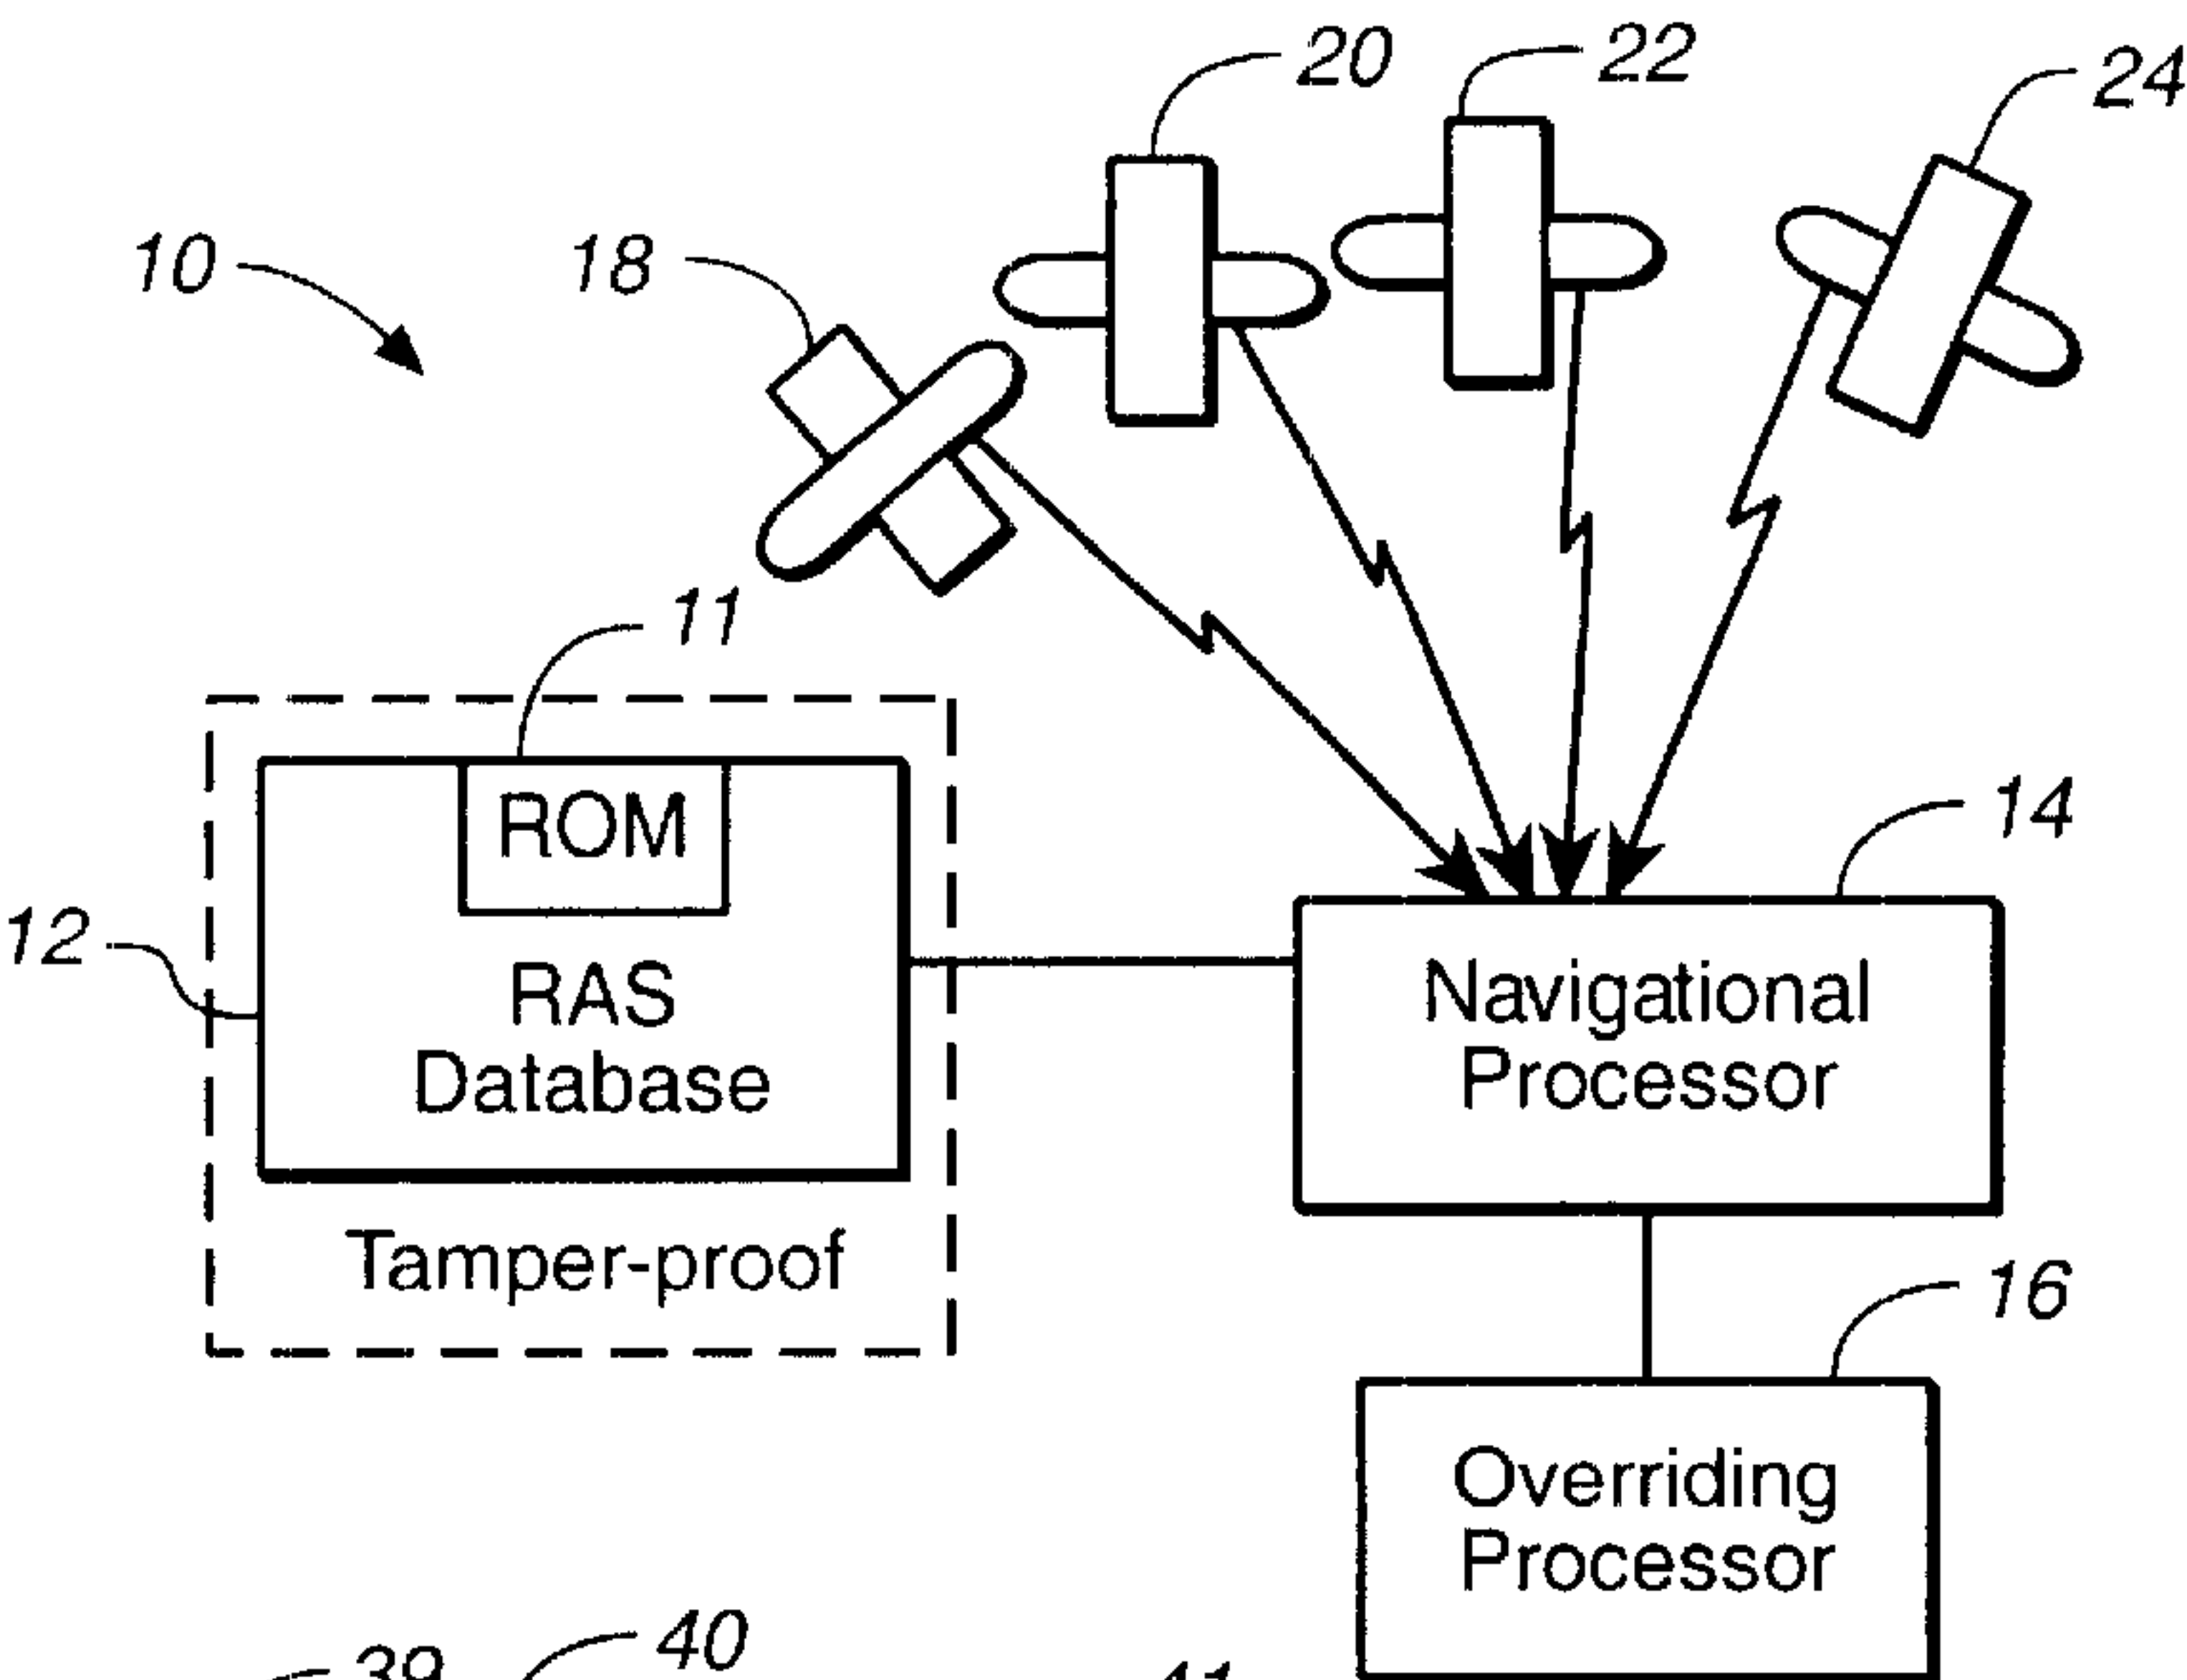 20
22
24
10
18
11
ROM
14
12
RAS
Database
Navigational
Processor
Tamper-proof
16
Overriding
Processor
40